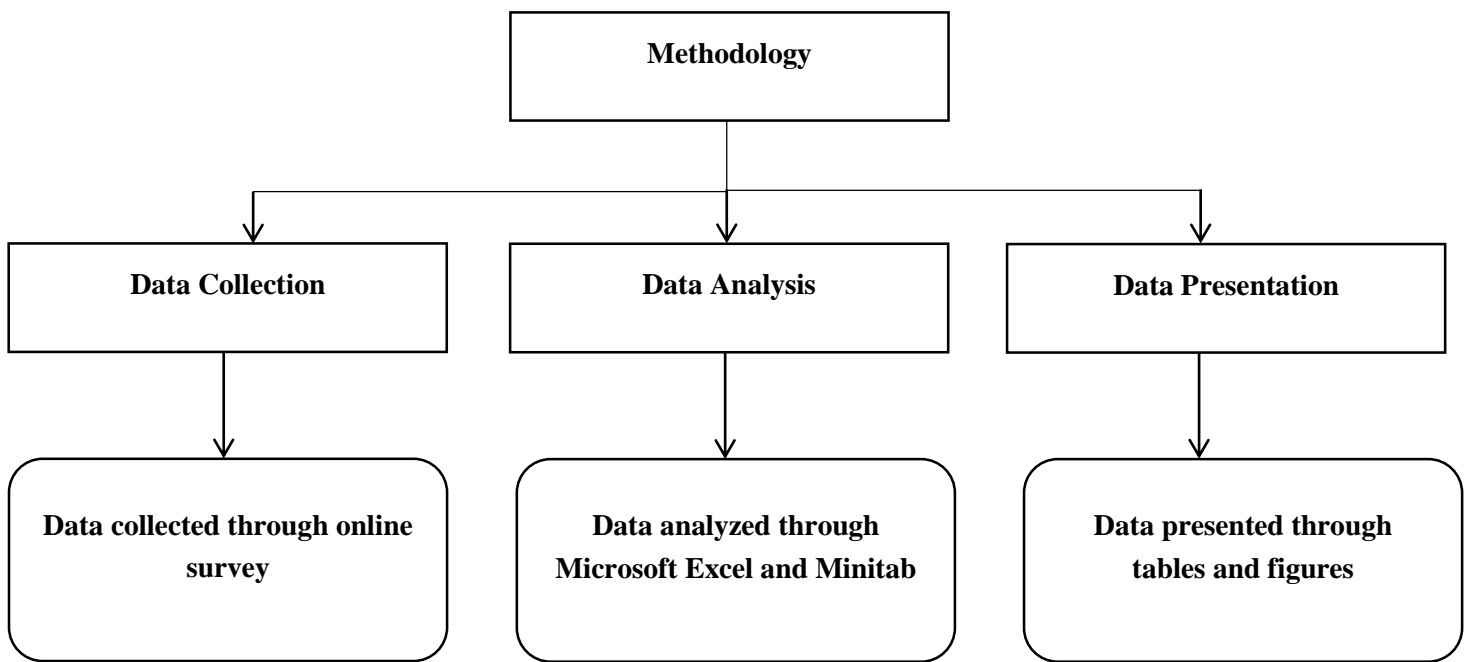 Methodology
Data Collection
Data Analysis
Data Presentation
Data collected through online
survey
Data analyzed through
Microsoft Excel and Minitab
Data presented through
tables and figures